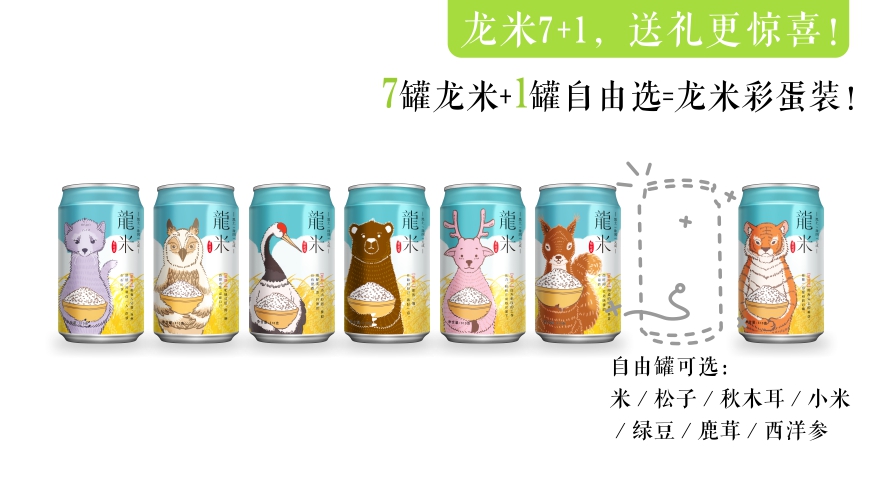 龙米7+1，送礼更惊喜！
7罐龙米+1罐自由选=龙米彩蛋装！
龍米
龍米
龍米
龍米
龍米
龍米
龍米
自由罐可选：
米／松子／秋木耳／小米
／绿豆／鹿茸／西洋参